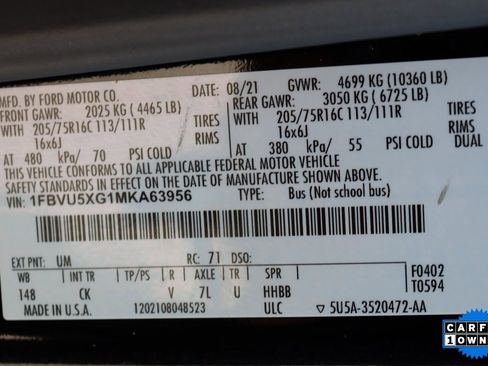 MFD. BY FORD MOTOR CO. DATE: 08/21 GVWR: 4699 KG (10360 LB)
FRONT GAWR: 2025 KG ( 4465 LB) REAR GAWR: 3050 KG ( 6725 LB)
WITH 205/75R16C 113/111R TIRES WITH 205/75R16C 113/111R TIRES
16x6J RIMS 16x6J RIMS
AT 480 kPa/ 70 PSI COLD AT 380 kPa/ 55 PSI COLD DUAL
THIS VEHICLE CONFORMS TO ALL APPLICABLE FEDERAL MOTOR VEHICLE
SAFETY STANDARDS IN EFFECT ON THE DATE OF MANUFACTURE SHOWN ABOVE.
VIN: 1FBVU5XG1MKA63956 TYPE: Bus (Not school bus)
EXT PNT: UM RC: 71 DSO: F0402
WB INT TR TP/PS R AXLE TR SPR T0594
148 CK V 7L U HHBB
MADE IN U.S.A. 1202108048523 ULC 5U5A-3520472-AA
CARF
1 OWN